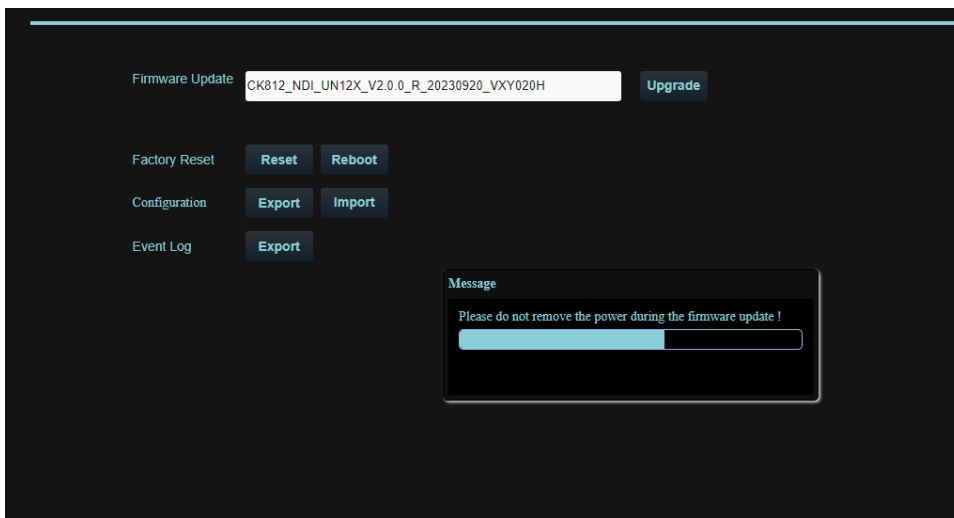 Firmware Update CK812_NDI_UN12X_V2.0.0_R_20230920_VXY020H Upgrade
Factory Reset Reset Reboot
Configuration Export Import
Event Log Export
Message
Please do not remove the power during the firmware update !